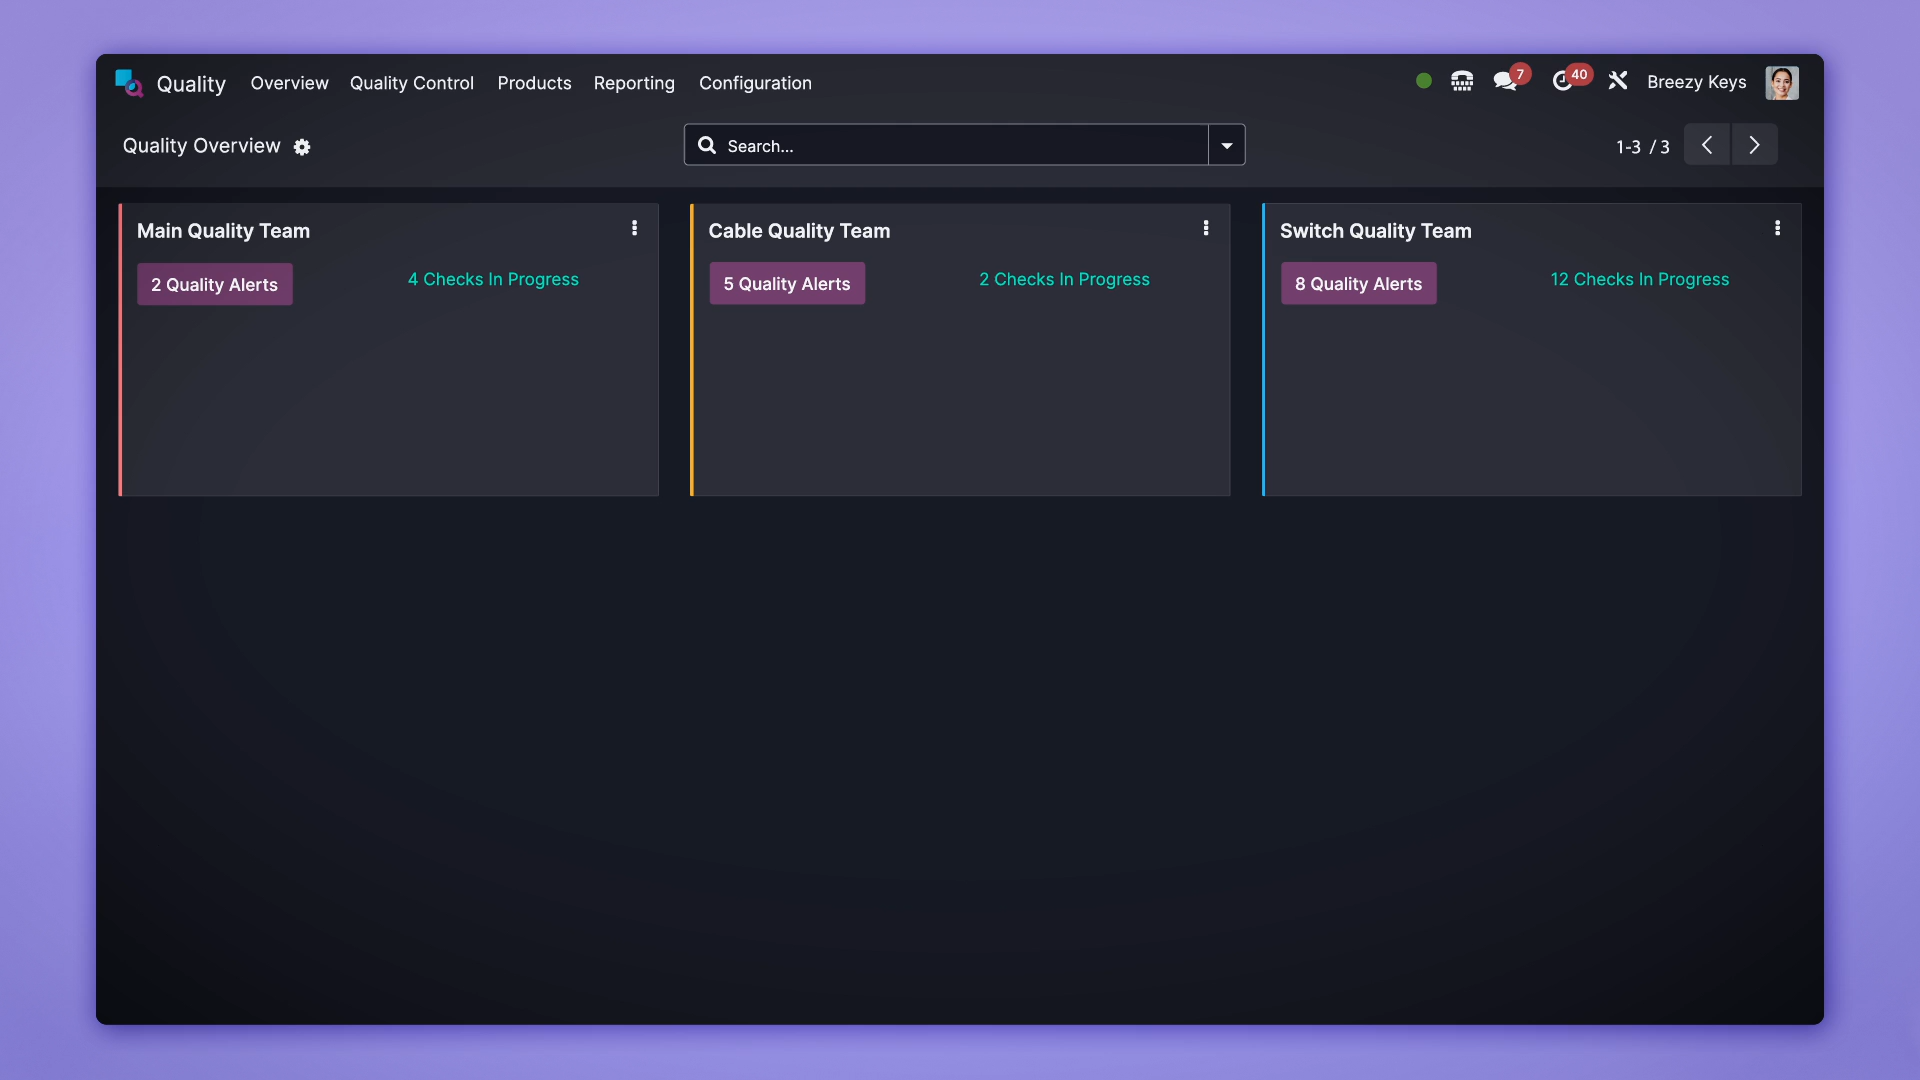 Quality Overview Quality Control Products Reporting Configuration 7 40 Breezy Keys
Quality Overview Search... 1-3 / 3
Main Quality Team
2 Quality Alerts 4 Checks In Progress
Cable Quality Team
5 Quality Alerts 2 Checks In Progress
Switch Quality Team
8 Quality Alerts 12 Checks In Progress